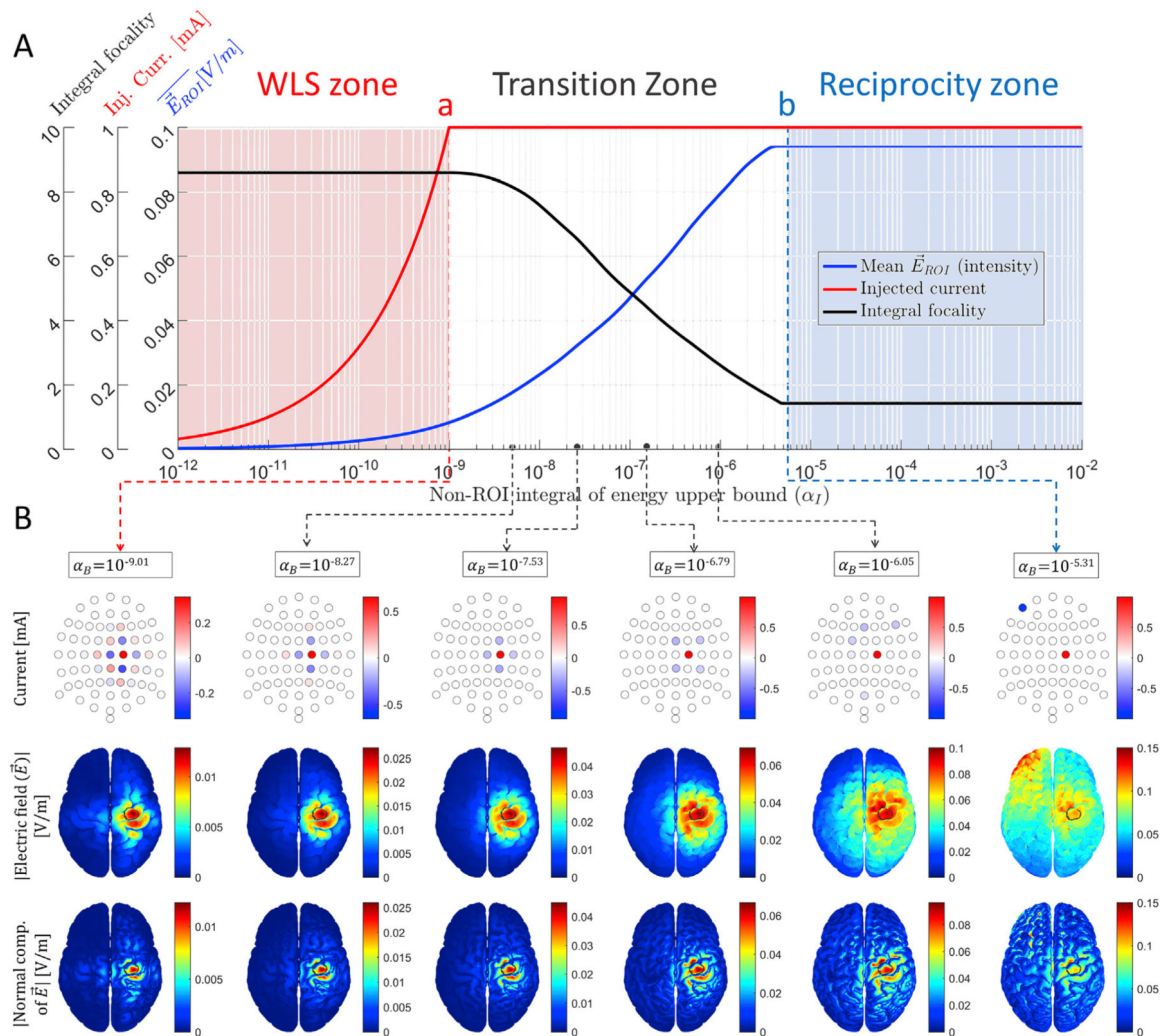 A
Integral focality
Inj. Curr. [mA]
E_ROI [V/m]
WLS zone
Transition Zone
Reciprocity zone
a
b
10 1 0.1
8 0.8 0.08
6 0.6 0.06
4 0.4 0.04
2 0.2 0.02
0 0 0
Mean E_ROI (intensity)
Injected current
Integral focality
10^-12 10^-11 10^-10 10^-9 10^-8 10^-7 10^-6 10^-5 10^-4 10^-3 10^-2
Non-ROI integral of energy upper bound (α_I)
B
α_B=10^-9.01 α_B=10^-8.27 α_B=10^-7.53 α_B=10^-6.79 α_B=10^-6.05 α_B=10^-5.31
Current [mA]
0.2 0 -0.2
0.5 0 -0.5
0.5 0 -0.5
0.5 0 -0.5
0.5 0 -0.5
0.5 0 -0.5
|Electric field (E)|
[V/m]
0.01 0.005 0
0.025 0.02 0.015 0.01 0.005 0
0.04 0.03 0.02 0.01 0
0.06 0.04 0.02 0
0.1 0.08 0.06 0.04 0.02 0
0.15 0.1 0.05 0
|Normal comp.
of E| [V/m]
0.01 0.005 0
0.025 0.02 0.015 0.01 0.005 0
0.04 0.03 0.02 0.01 0
0.06 0.04 0.02 0
0.08 0.06 0.04 0.02 0
0.15 0.1 0.05 0